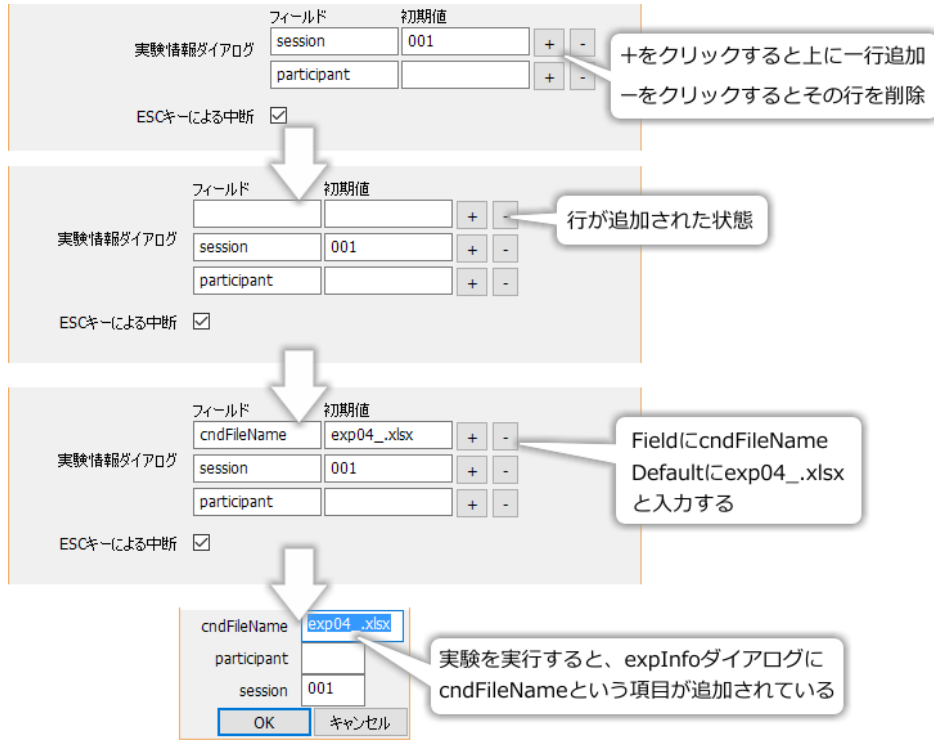 フィールド 初期値
実験情報ダイアログ session 001 + -
participant + -
ESCキーによる中断
+をクリックすると上に一行追加
−をクリックするとその行を削除
フィールド 初期値
+ -
実験情報ダイアログ session 001 + -
participant + -
ESCキーによる中断
行が追加された状態
フィールド 初期値
cndFileName exp04_.xlsx + -
実験情報ダイアログ session 001 + -
participant + -
ESCキーによる中断
FieldにcndFileName
Defaultにexp04_.xlsx
と入力する
cndFileName exp04_.xlsx
participant
session 001
OK キャンセル
実験を実行すると、expInfoダイアログに
cndFileNameという項目が追加されている